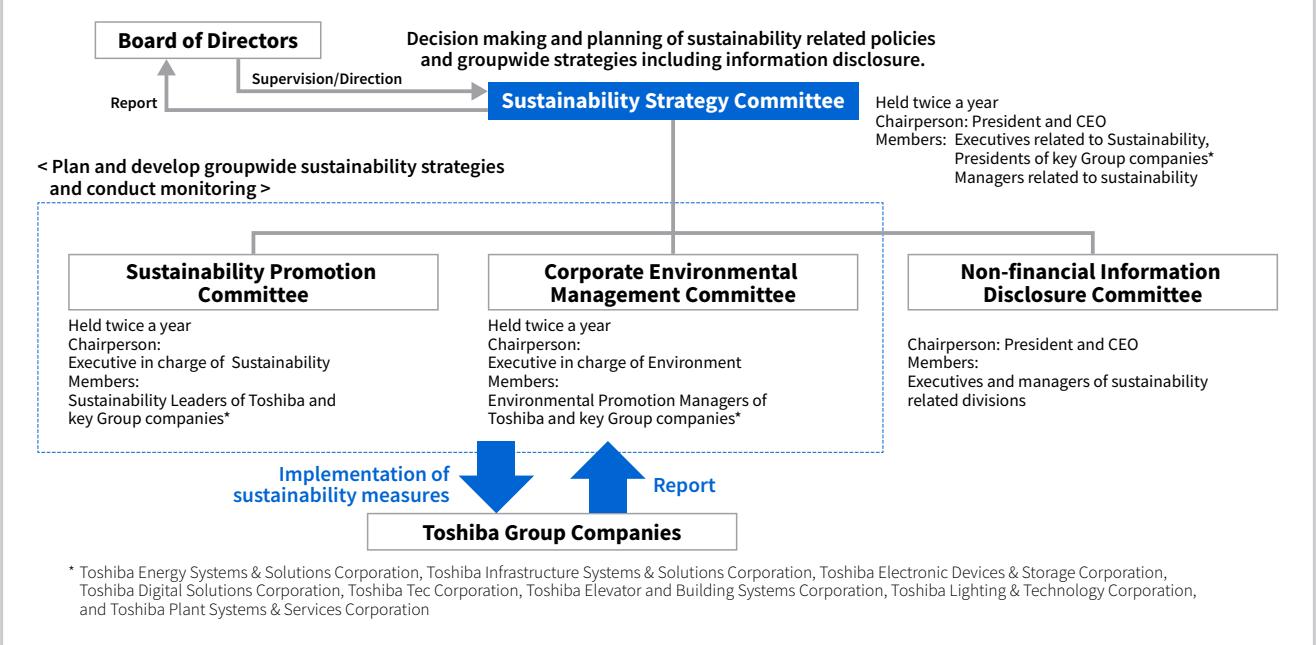 Board of Directors
Decision making and planning of sustainability related policies
and groupwide strategies including information disclosure.
Supervision/Direction
Report
Sustainability Strategy Committee
Held twice a year
Chairperson: President and CEO
Members: Executives related to Sustainability,
Presidents of key Group companies*
Managers related to sustainability
< Plan and develop groupwide sustainability strategies
and conduct monitoring >
Sustainability Promotion
Committee
Held twice a year
Chairperson:
Executive in charge of Sustainability
Members:
Sustainability Leaders of Toshiba and
key Group companies*
Corporate Environmental
Management Committee
Held twice a year
Chairperson:
Executive in charge of Environment
Members:
Environmental Promotion Managers of
Toshiba and key Group companies*
Non-financial Information
Disclosure Committee
Chairperson: President and CEO
Members:
Executives and managers of sustainability
related divisions
Implementation of
sustainability measures
Report
Toshiba Group Companies
* Toshiba Energy Systems & Solutions Corporation, Toshiba Infrastructure Systems & Solutions Corporation, Toshiba Electronic Devices & Storage Corporation,
Toshiba Digital Solutions Corporation, Toshiba Tec Corporation, Toshiba Elevator and Building Systems Corporation, Toshiba Lighting & Technology Corporation,
and Toshiba Plant Systems & Services Corporation